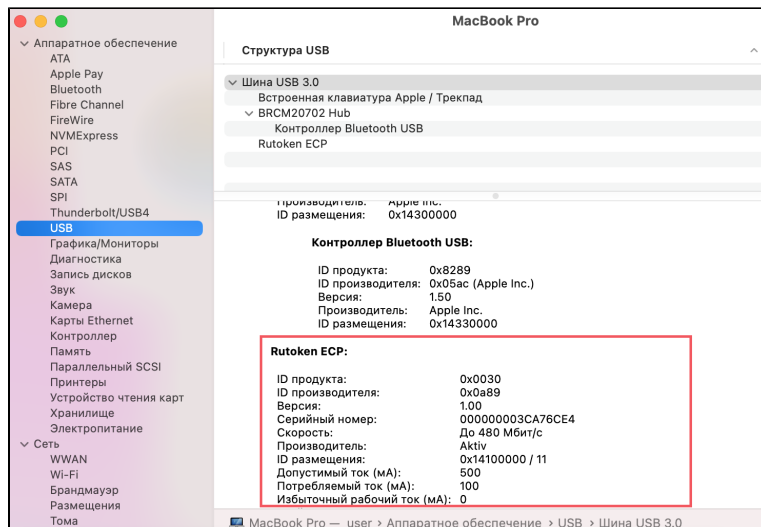 MacBook Pro
Аппаратное обеспечение
ATA
Apple Pay
Bluetooth
Fibre Channel
FireWire
NVMExpress
PCI
SAS
SATA
SPI
Thunderbolt/USB4
USB
Графика/Мониторы
Диагностика
Запись дисков
Звук
Камера
Карты Ethernet
Контроллер
Память
Параллельный SCSI
Принтеры
Устройство чтения карт
Хранилище
Электропитание
Сеть
WWAN
Wi-Fi
Брандмауэр
Размещения
Тома
Структура USB
Шина USB 3.0
Встроенная клавиатура Apple / Трекпад
BRCM20702 Hub
Контроллер Bluetooth USB
Rutoken ECP
Производитель: Apple Inc.
ID размещения: 0x14300000
Контроллер Bluetooth USB:
ID продукта: 0x8289
ID производителя: 0x05ac (Apple Inc.)
Версия: 1.50
Производитель: Apple Inc.
ID размещения: 0x14330000
Rutoken ECP:
ID продукта: 0x0030
ID производителя: 0x0a89
Версия: 1.00
Серийный номер: 000000003CA76CE4
Скорость: До 480 Мбит/с
Производитель: Aktiv
ID размещения: 0x14100000 / 11
Допустимый ток (мА): 500
Потребляемый ток (мА): 100
Избыточный рабочий ток (мА): 0
MacBook Pro — user › Аппаратное обеспечение › USB › Шина USB 3.0